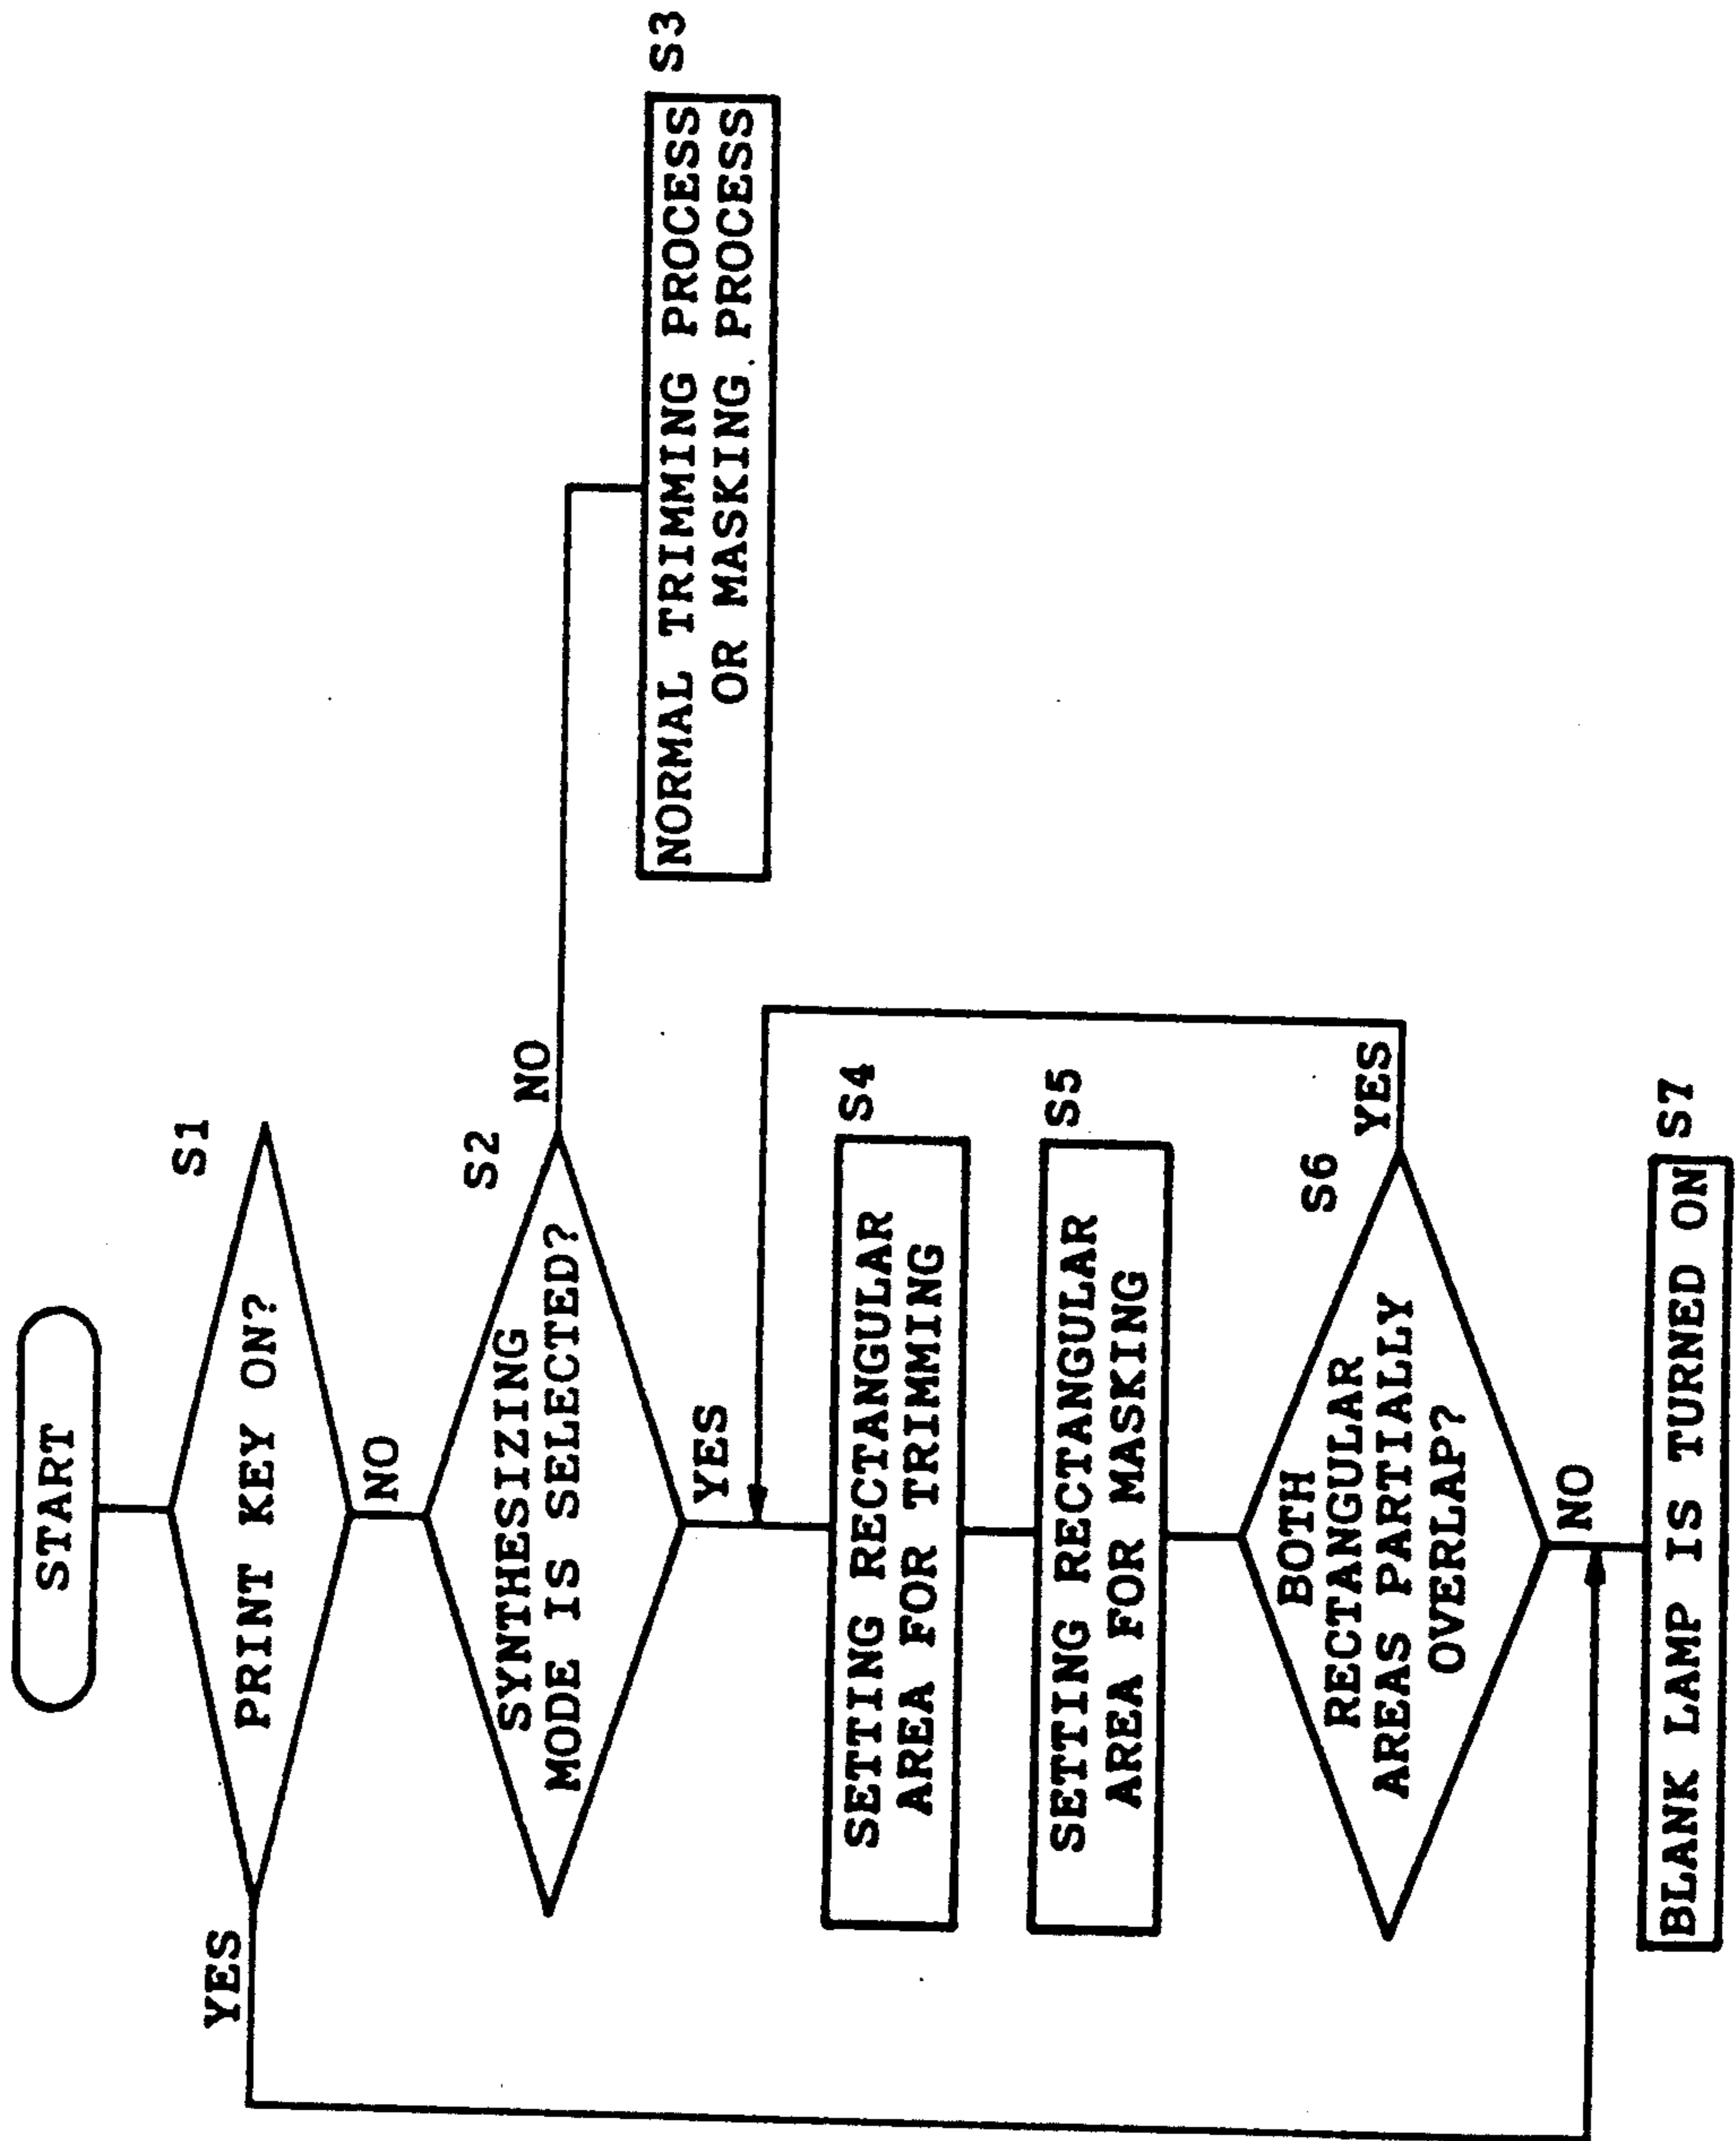 START
S1
PRINT KEY ON?
YES
NO
S2
SYNTHESIZING
MODE IS SELECTED?
NO
YES
S3
NORMAL TRIMMING PROCESS
OR MASKING PROCESS
S4
SETTING RECTANGULAR
AREA FOR TRIMMING
S5
SETTING RECTANGULAR
AREA FOR MASKING
S6
BOTH
RECTANGULAR
AREAS PARTIALLY
OVERLAP?
YES
NO
S7
BLANK LAMP IS TURNED ON